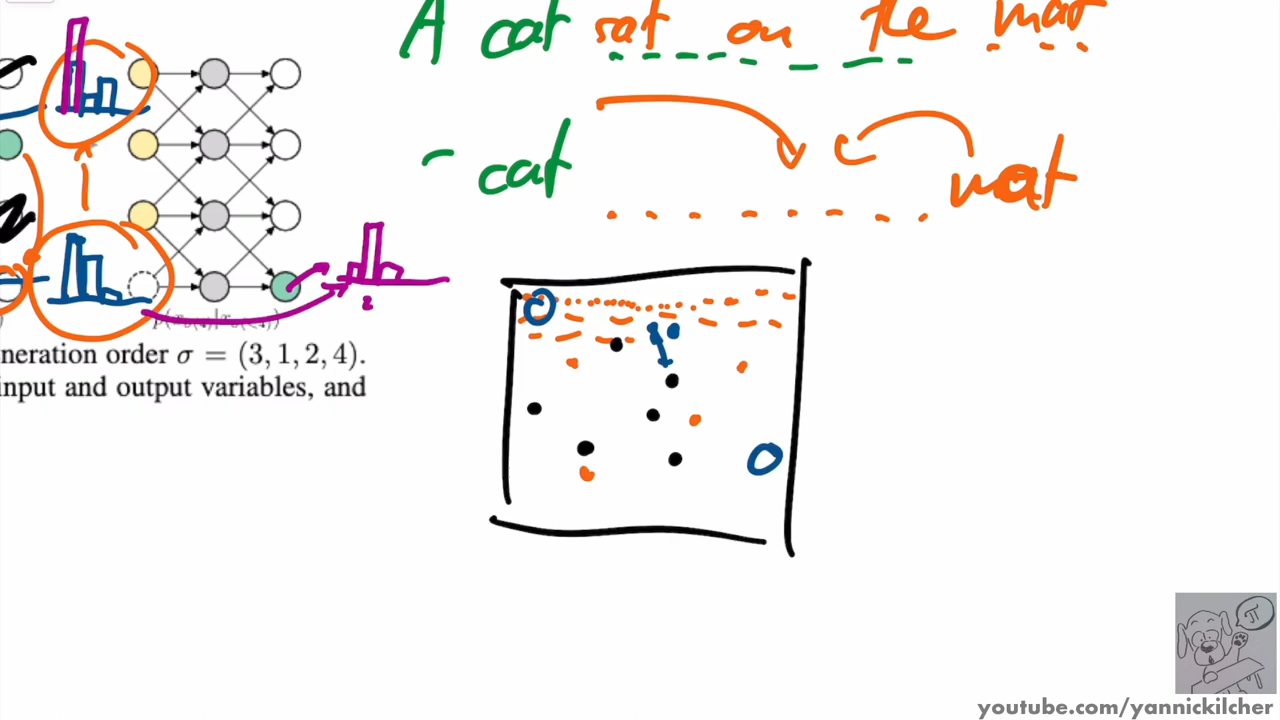 A cat sat on the mat
cat mat
2
neration order σ = (3, 1, 2, 4).
input and output variables, and
π
youtube.com/yannickilcher